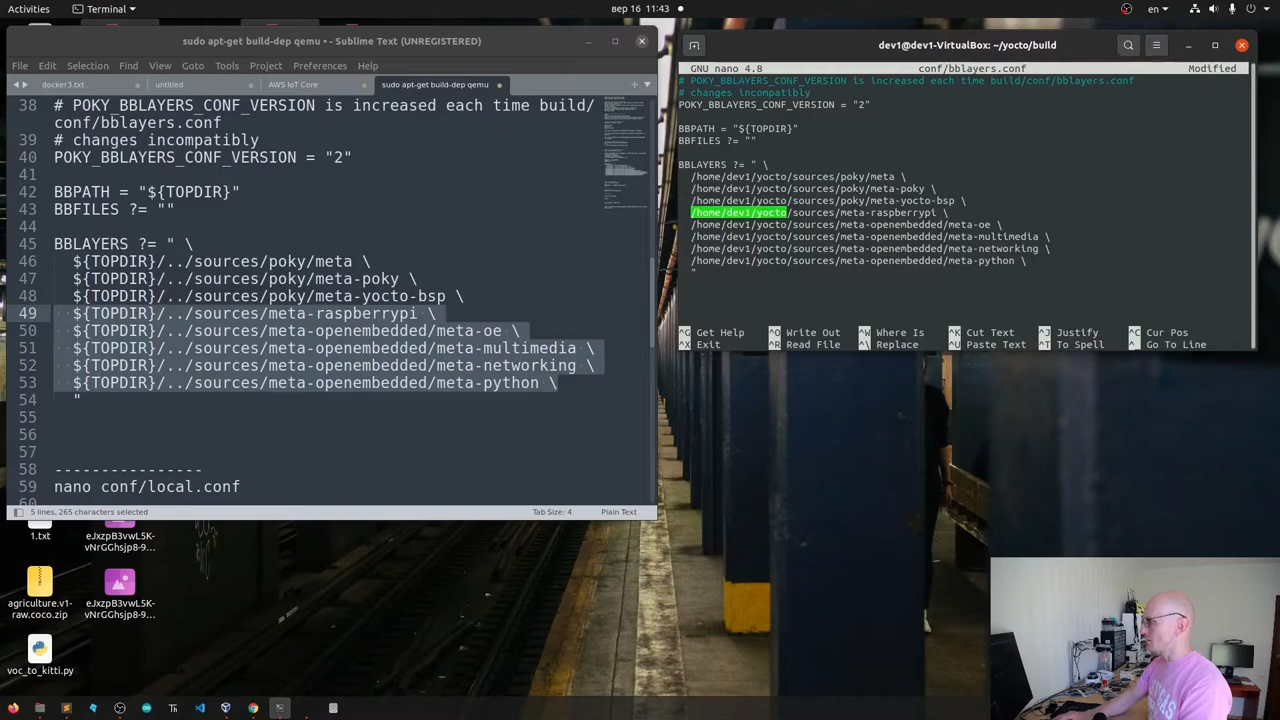 Activities
Terminal
вер 16 11:43
en
sudo apt-get build-dep qemu • - Sublime Text (UNREGISTERED)
File Edit Selection Find View Goto Tools Project Preferences Help
docker3.txt
untitled
AWS IoT Core
sudo apt-get build-dep qemu
38 # POKY_BBLAYERS_CONF_VERSION is increased each time build/
conf/bblayers.conf
39 # changes incompatibly
40 POKY_BBLAYERS_CONF_VERSION = "2"
41
42 BBPATH = "${TOPDIR}"
43 BBFILES ?= ""
44
45 BBLAYERS ?= " \
46 ${TOPDIR}/../sources/poky/meta \
47 ${TOPDIR}/../sources/poky/meta-poky \
48 ${TOPDIR}/../sources/poky/meta-yocto-bsp \
49 ${TOPDIR}/../sources/meta-raspberrypi \
50 ${TOPDIR}/../sources/meta-openembedded/meta-oe \
51 ${TOPDIR}/../sources/meta-openembedded/meta-multimedia \
52 ${TOPDIR}/../sources/meta-openembedded/meta-networking \
53 ${TOPDIR}/../sources/meta-openembedded/meta-python \
54 "
55
56
57
58 ----------------
59 nano conf/local.conf
60
5 lines, 265 characters selected
Tab Size: 4
Plain Text
dev1@dev1-VirtualBox: ~/yocto/build
GNU nano 4.8 conf/bblayers.conf Modified
# POKY_BBLAYERS_CONF_VERSION is increased each time build/conf/bblayers.conf
# changes incompatibly
POKY_BBLAYERS_CONF_VERSION = "2"
BBPATH = "${TOPDIR}"
BBFILES ?= ""
BBLAYERS ?= " \
/home/dev1/yocto/sources/poky/meta \
/home/dev1/yocto/sources/poky/meta-poky \
/home/dev1/yocto/sources/poky/meta-yocto-bsp \
/home/dev1/yocto/sources/meta-raspberrypi \
/home/dev1/yocto/sources/meta-openembedded/meta-oe \
/home/dev1/yocto/sources/meta-openembedded/meta-multimedia \
/home/dev1/yocto/sources/meta-openembedded/meta-networking \
/home/dev1/yocto/sources/meta-openembedded/meta-python \
"
^G Get Help ^O Write Out ^W Where Is ^K Cut Text ^J Justify ^C Cur Pos
^X Exit ^R Read File ^\ Replace ^U Paste Text ^T To Spell ^_ Go To Line
1.txt
eJxzpB3vwL5K-
vNrGGhsjp8-9...
agriculture.v1-
raw.coco.zip
eJxzpB3vwL5K-
vNrGGhsjp8-9...
voc_to_kitti.py